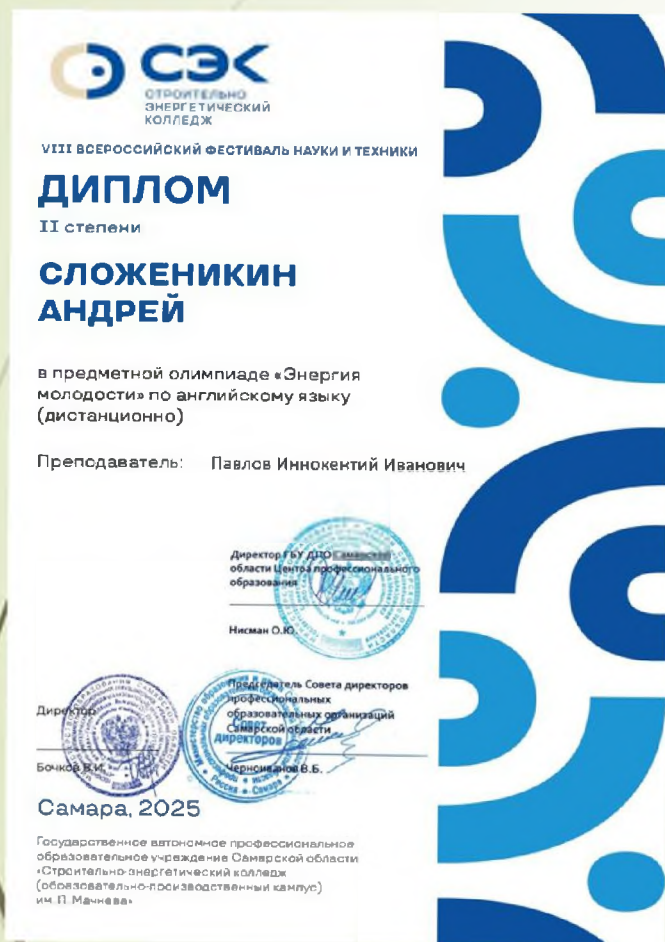 СЭК
СТРОИТЕЛЬНО
ЭНЕРГЕТИЧЕСКИЙ
КОЛЛЕДЖ
VIII ВСЕРОССИЙСКИЙ ФЕСТИВАЛЬ НАУКИ И ТЕХНИКИ
ДИПЛОМ
II степени
СЛОЖЕНИКИН
АНДРЕЙ
в предметной олимпиаде «Энергия
молодости» по английскому языку
(дистанционно)
Преподаватель: Павлов Иннокентий Иванович
Директор ГБУ ДПО Самарской
области Центра профессионального
образования
Нисман О.Ю.
Председатель Совета директоров
профессиональных
образовательных организаций
Самарской области
Совет
директоров
Директор
Бочков В.И.
Черноиванов В.Б.
Самара, 2025
Государственное автономное профессиональное
образовательное учреждение Самарской области
«Строительно-энергетический колледж
(образовательно-производственный кампус)
им. П. Мачнева»